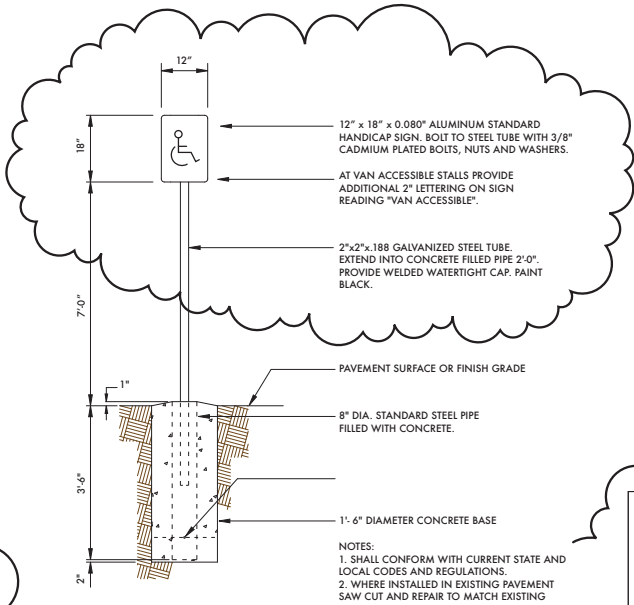 12"
18"
12" x 18" x 0.080" ALUMINUM STANDARD
HANDICAP SIGN. BOLT TO STEEL TUBE WITH 3/8"
CADMIUM PLATED BOLTS, NUTS AND WASHERS.
AT VAN ACCESSIBLE STALLS PROVIDE
ADDITIONAL 2" LETTERING ON SIGN
READING "VAN ACCESSIBLE".
2"x2"x.188 GALVANIZED STEEL TUBE.
EXTEND INTO CONCRETE FILLED PIPE 2'-0".
PROVIDE WELDED WATERTIGHT CAP. PAINT
BLACK.
7'-0"
PAVEMENT SURFACE OR FINISH GRADE
1"
8" DIA. STANDARD STEEL PIPE
FILLED WITH CONCRETE.
3'-6"
1'- 6" DIAMETER CONCRETE BASE
2"
NOTES:
1. SHALL CONFORM WITH CURRENT STATE AND
LOCAL CODES AND REGULATIONS.
2. WHERE INSTALLED IN EXISTING PAVEMENT
SAW CUT AND REPAIR TO MATCH EXISTING